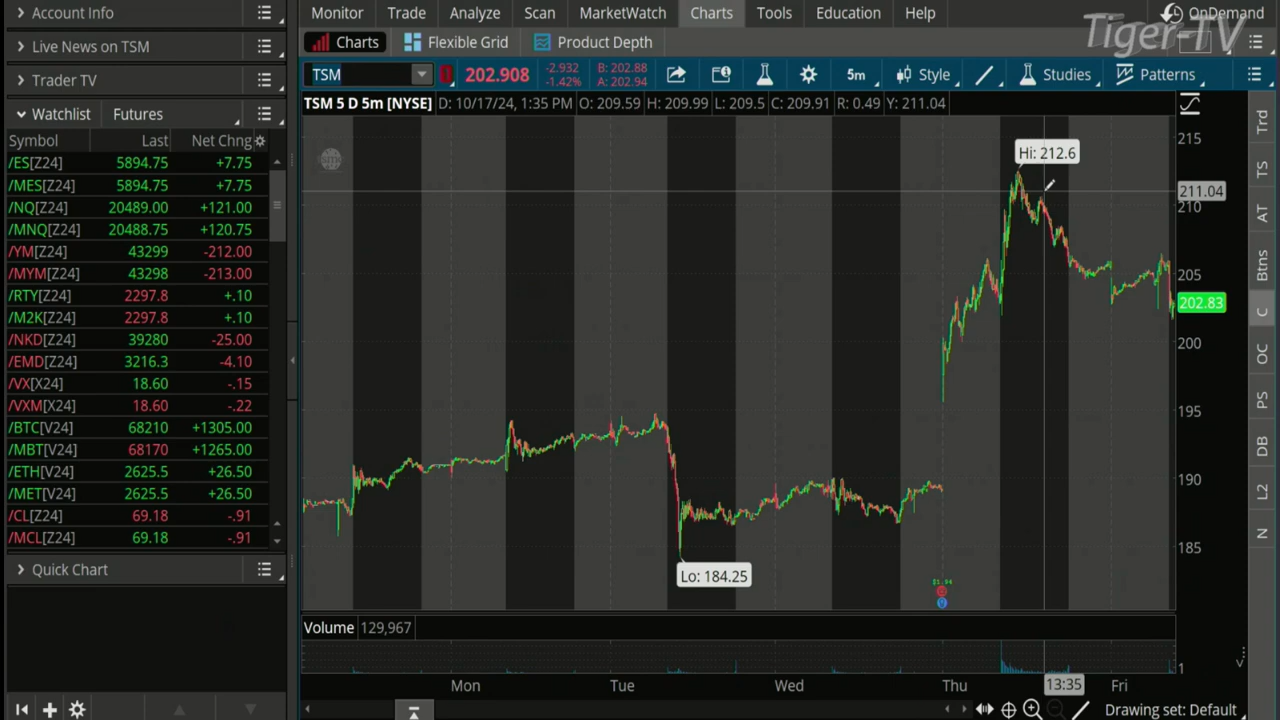 Account Info
Live News on TSM
Trader TV
Watchlist Futures
Symbol Last Net Chng
/ES[Z24] 5894.75 +7.75
/MES[Z24] 5894.75 +7.75
/NQ[Z24] 20489.00 +121.00
/MNQ[Z24] 20488.75 +120.75
/YM[Z24] 43299 -212.00
/MYM[Z24] 43298 -213.00
/RTY[Z24] 2297.8 +.10
/M2K[Z24] 2297.8 +.10
/NKD[Z24] 39280 -25.00
/EMD[Z24] 3216.3 -4.10
/VX[X24] 18.60 -.15
/VXM[X24] 18.60 -.22
/BTC[V24] 68210 +1305.00
/MBT[V24] 68170 +1265.00
/ETH[V24] 2625.5 +26.50
/MET[V24] 2625.5 +26.50
/CL[Z24] 69.18 -.91
/MCL[Z24] 69.18 -.91
Quick Chart
Monitor Trade Analyze Scan MarketWatch Charts Tools Education Help OnDemand
Tiger-TV
Charts Flexible Grid Product Depth
TSM 202.908 -2.932 -1.42% B: 202.88 A: 202.94 5m Style Studies Patterns
TSM 5 D 5m [NYSE] D: 10/17/24, 1:35 PM O: 209.59 H: 209.99 L: 209.5 C: 209.91 R: 0.49 Y: 211.04
Hi: 212.6
Lo: 184.25
215
211.04
210
205
202.83
200
195
190
185
Volume 129,967
1
Mon Tue Wed Thu 13:35 Fri
Drawing set: Default
Trd
TS
AT
Btns
C
OC
PS
DB
L2
N